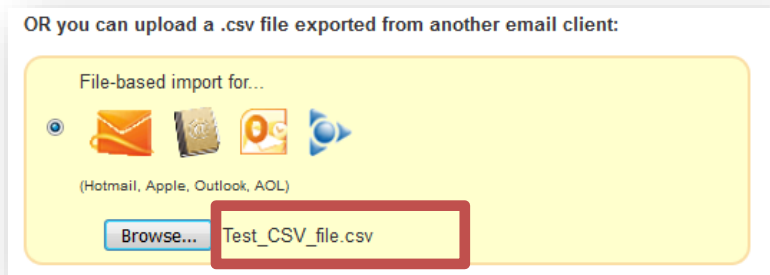 OR you can upload a .csv file exported from another email client:
File-based import for...
(Hotmail, Apple, Outlook, AOL)
Browse... Test_CSV_file.csv